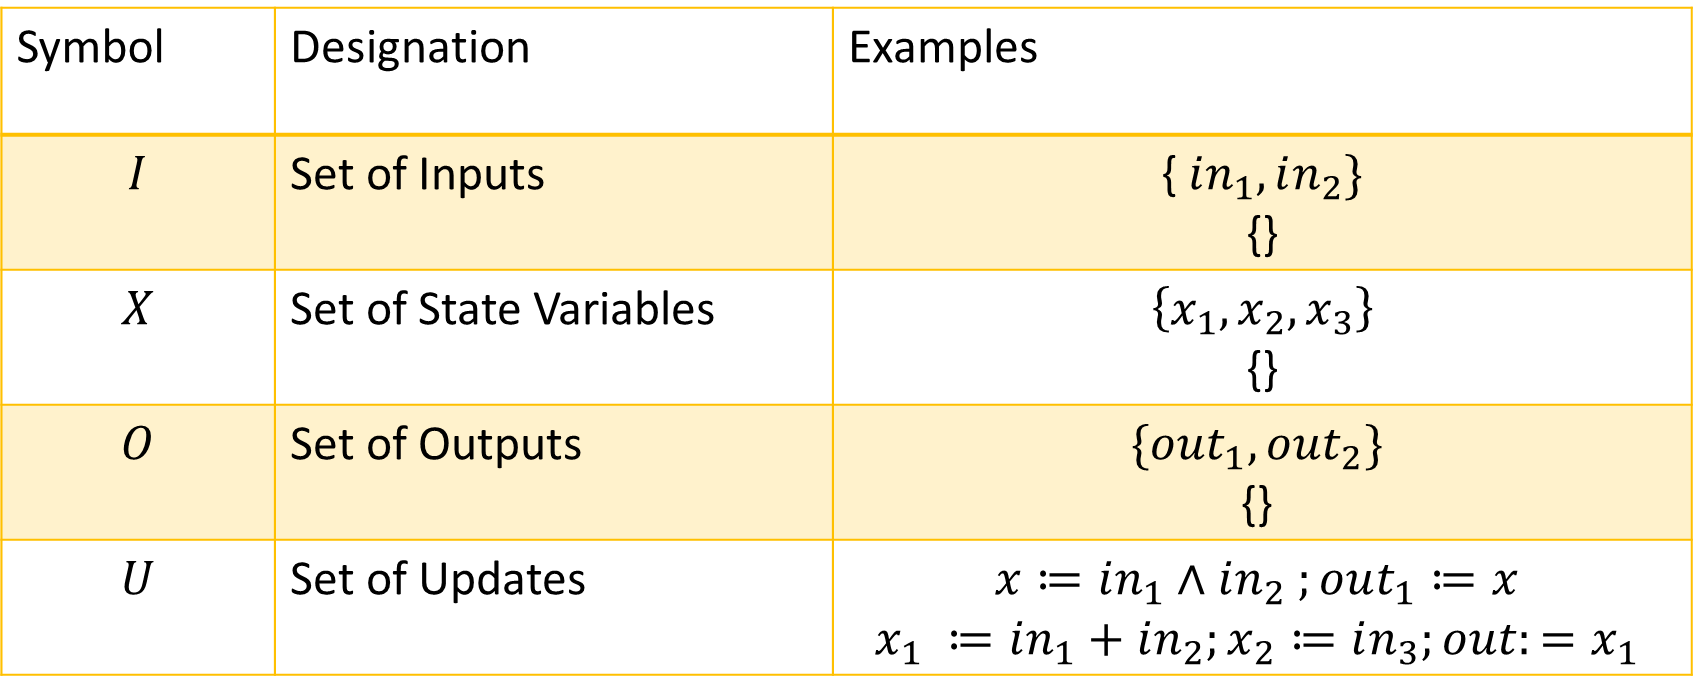 Symbol Designation Examples
I Set of Inputs { in₁, in₂}
{}
X Set of State Variables {x₁, x₂, x₃}
{}
O Set of Outputs {out₁, out₂}
{}
U Set of Updates x ≔ in₁ ∧ in₂ ; out₁ ≔ x
x₁ ≔ in₁ + in₂; x₂ ≔ in₃; out: = x₁